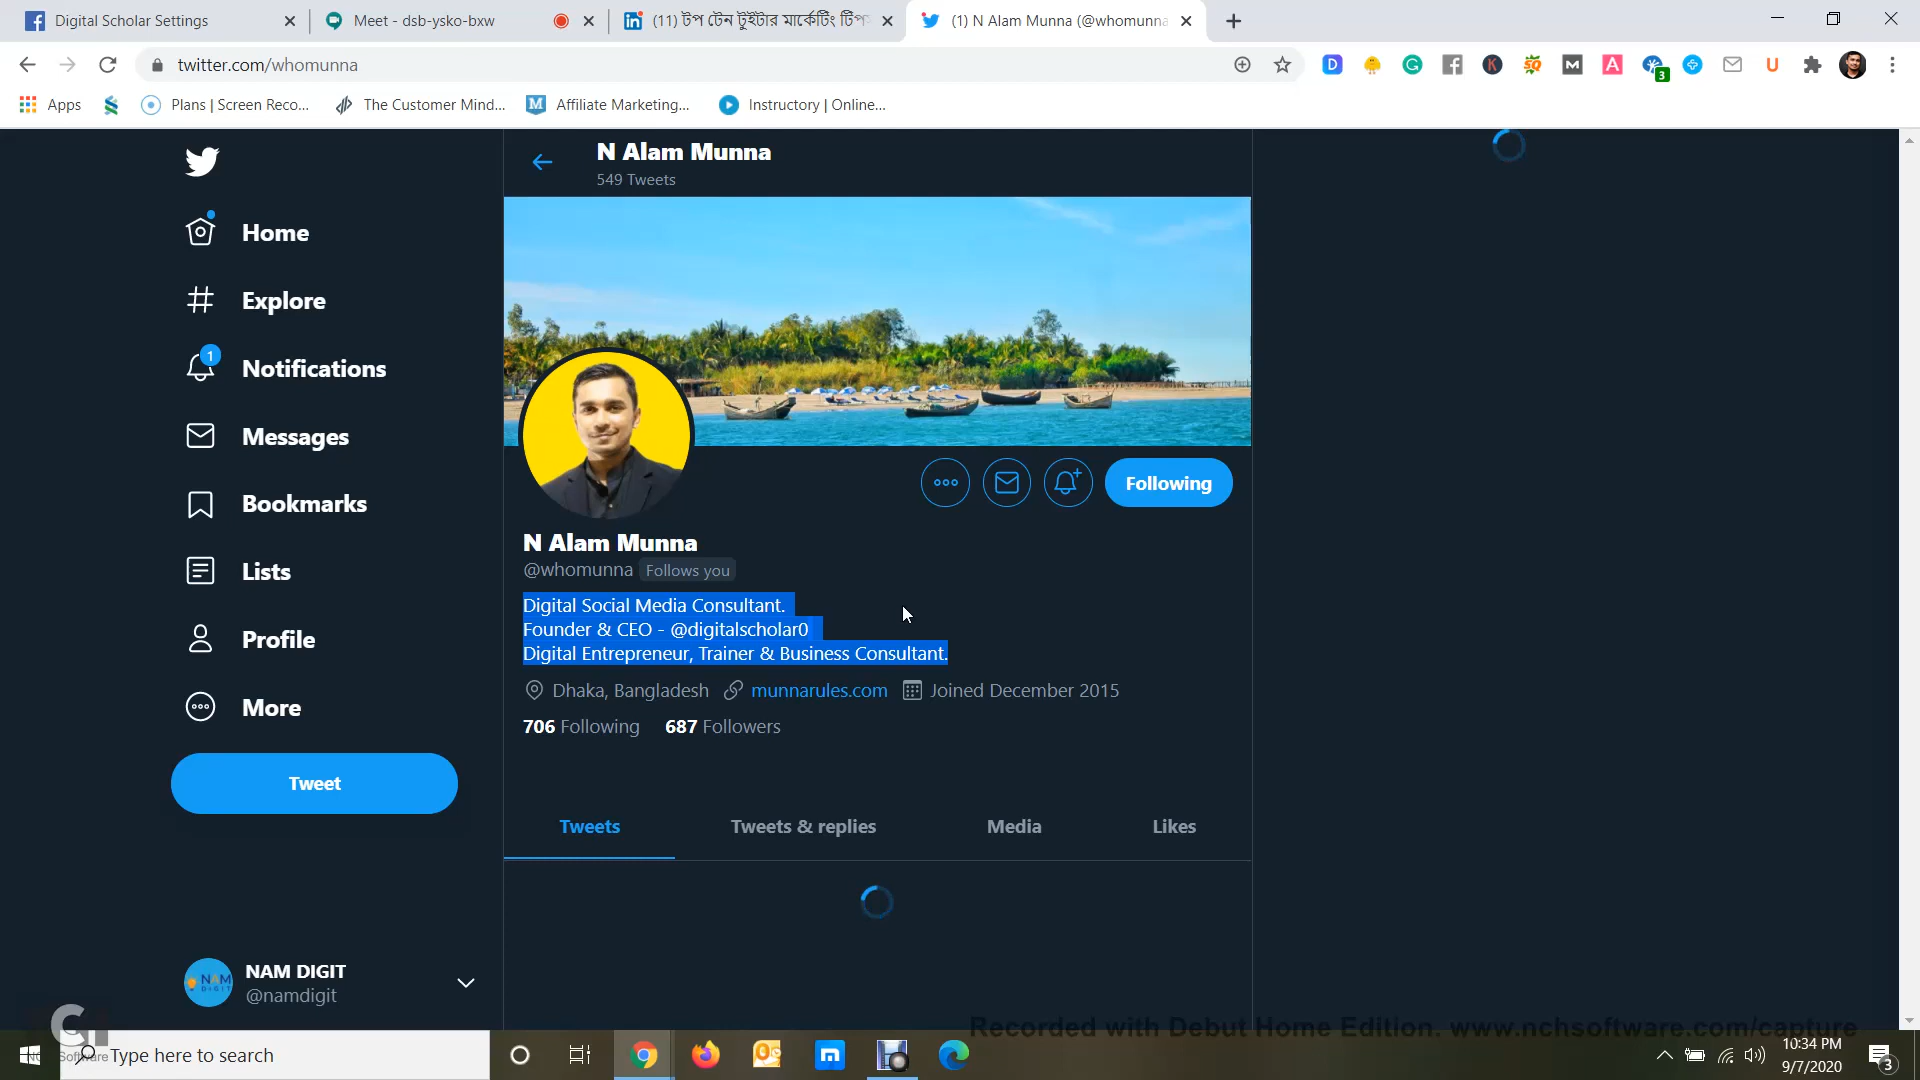 Digital Scholar Settings
Meet - dsb-ysko-bxw
(11) টপ টেন টুইটার মার্কেটিং টিপস
(1) N Alam Munna (@whomunna
twitter.com/whomunna
3
Apps
Plans | Screen Reco...
The Customer Mind...
Affiliate Marketing...
Instructory | Online...
N Alam Munna
549 Tweets
Home
Explore
1
Notifications
Messages
Bookmarks
Lists
Profile
More
Tweet
Following
N Alam Munna
@whomunna Follows you
Digital Social Media Consultant.
Founder & CEO - @digitalscholar0
Digital Entrepreneur, Trainer & Business Consultant.
Dhaka, Bangladesh munnarules.com Joined December 2015
706 Following 687 Followers
Tweets
Tweets & replies
Media
Likes
NAM DIGIT
@namdigit
Recorded with Debut Home Edition. www.nchsoftware.com/capture
Type here to search
10:34 PM
9/7/2020
3